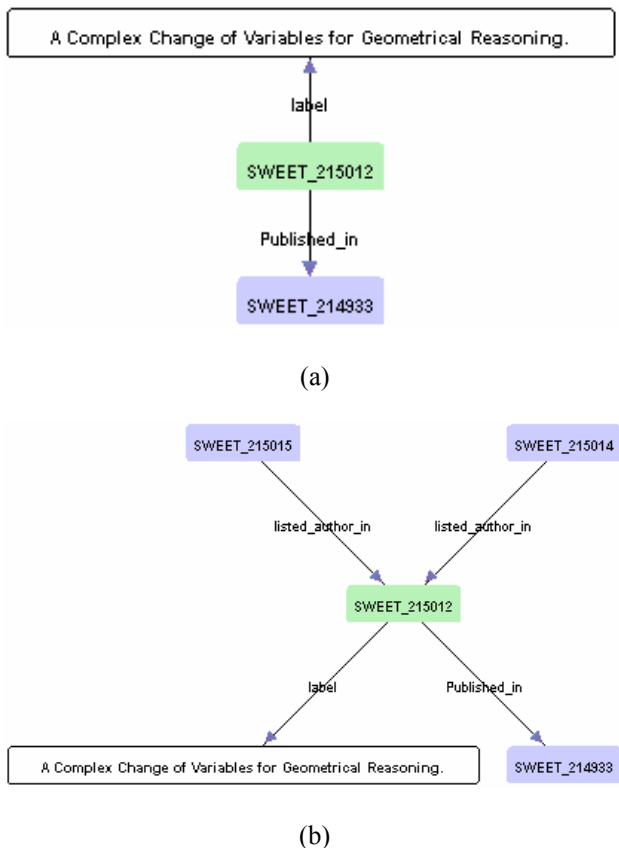 A Complex Change of Variables for Geometrical Reasoning.
label
SWEET_215012
Published_in
SWEET_214933
(a)
SWEET_215015 SWEET_215014
listed_author_in listed_author_in
SWEET_215012
label Published_in
A Complex Change of Variables for Geometrical Reasoning. SWEET_214933
(b)